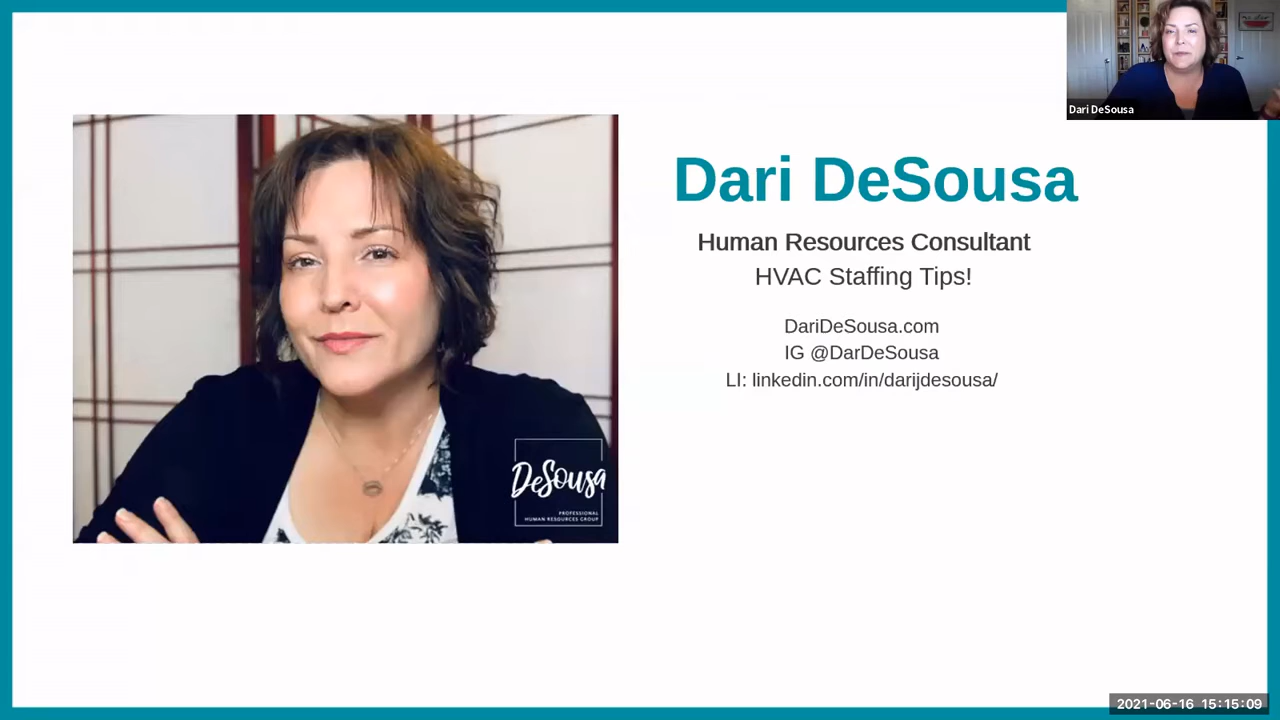 Dari DeSousa
Dari DeSousa
Human Resources Consultant
HVAC Staffing Tips!
DariDeSousa.com
IG @DarDeSousa
LI: linkedin.com/in/darijdesousa/
DeSousa
PROFESSIONAL
HUMAN RESOURCES GROUP
2021-06-16 15:15:09